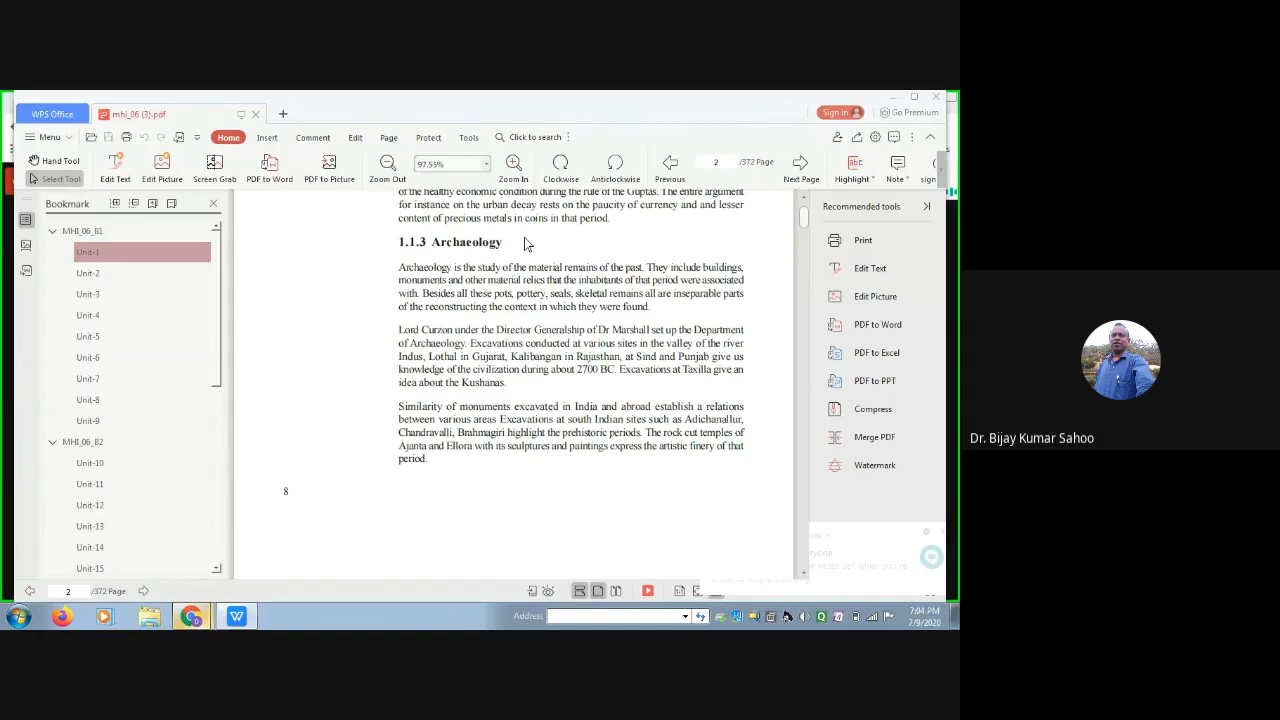 WPS Office
mhi_06 (3).pdf
Sign in
Go Premium
Menu
Home
Insert
Comment
Edit
Page
Protect
Tools
Click to search
Hand Tool
Select Tool
Edit Text
Edit Picture
Screen Grab
PDF to Word
PDF to Picture
Zoom Out
97.55%
Zoom In
Clockwise
Anticlockwise
Previous
2
/372 Page
Next Page
Highlight
Note
sign
Bookmark
MHI_06_B1
Unit-1
Unit-2
Unit-3
Unit-4
Unit-5
Unit-6
Unit-7
Unit-8
Unit-9
MHI_06_B2
Unit-10
Unit-11
Unit-12
Unit-13
Unit-14
Unit-15
of the healthy economic condition during the rule of the Guptas. The entire argument
for instance on the urban decay rests on the paucity of currency and and lesser
content of precious metals in coins in that period.
1.1.3 Archaeology
Archaeology is the study of the material remains of the past. They include buildings,
monuments and other material relics that the inhabitants of that period were associated
with. Besides all these pots, pottery, seals, skeletal remains all are inseparable parts
of the reconstructing the context in which they were found.
Lord Curzon under the Director Generalship of Dr Marshall set up the Department
of Archaeology. Excavations conducted at various sites in the valley of the river
Indus, Lothal in Gujarat, Kalibangan in Rajasthan, at Sind and Punjab give us
knowledge of the civilization during about 2700 BC. Excavations at Taxilla give an
idea about the Kushanas.
Similarity of monuments excavated in India and abroad establish a relations
between various areas Excavations at south Indian sites such as Adichanallur,
Chandravalli, Brahmagiri highlight the prehistoric periods. The rock cut temples of
Ajanta and Ellora with its sculptures and paintings express the artistic finery of that
period.
8
Recommended tools
Print
Edit Text
Edit Picture
PDF to Word
PDF to Excel
PDF to PPT
Compress
Merge PDF
Watermark
2
/372 Page
Address
7:04 PM
7/9/2020
Dr. Bijay Kumar Sahoo